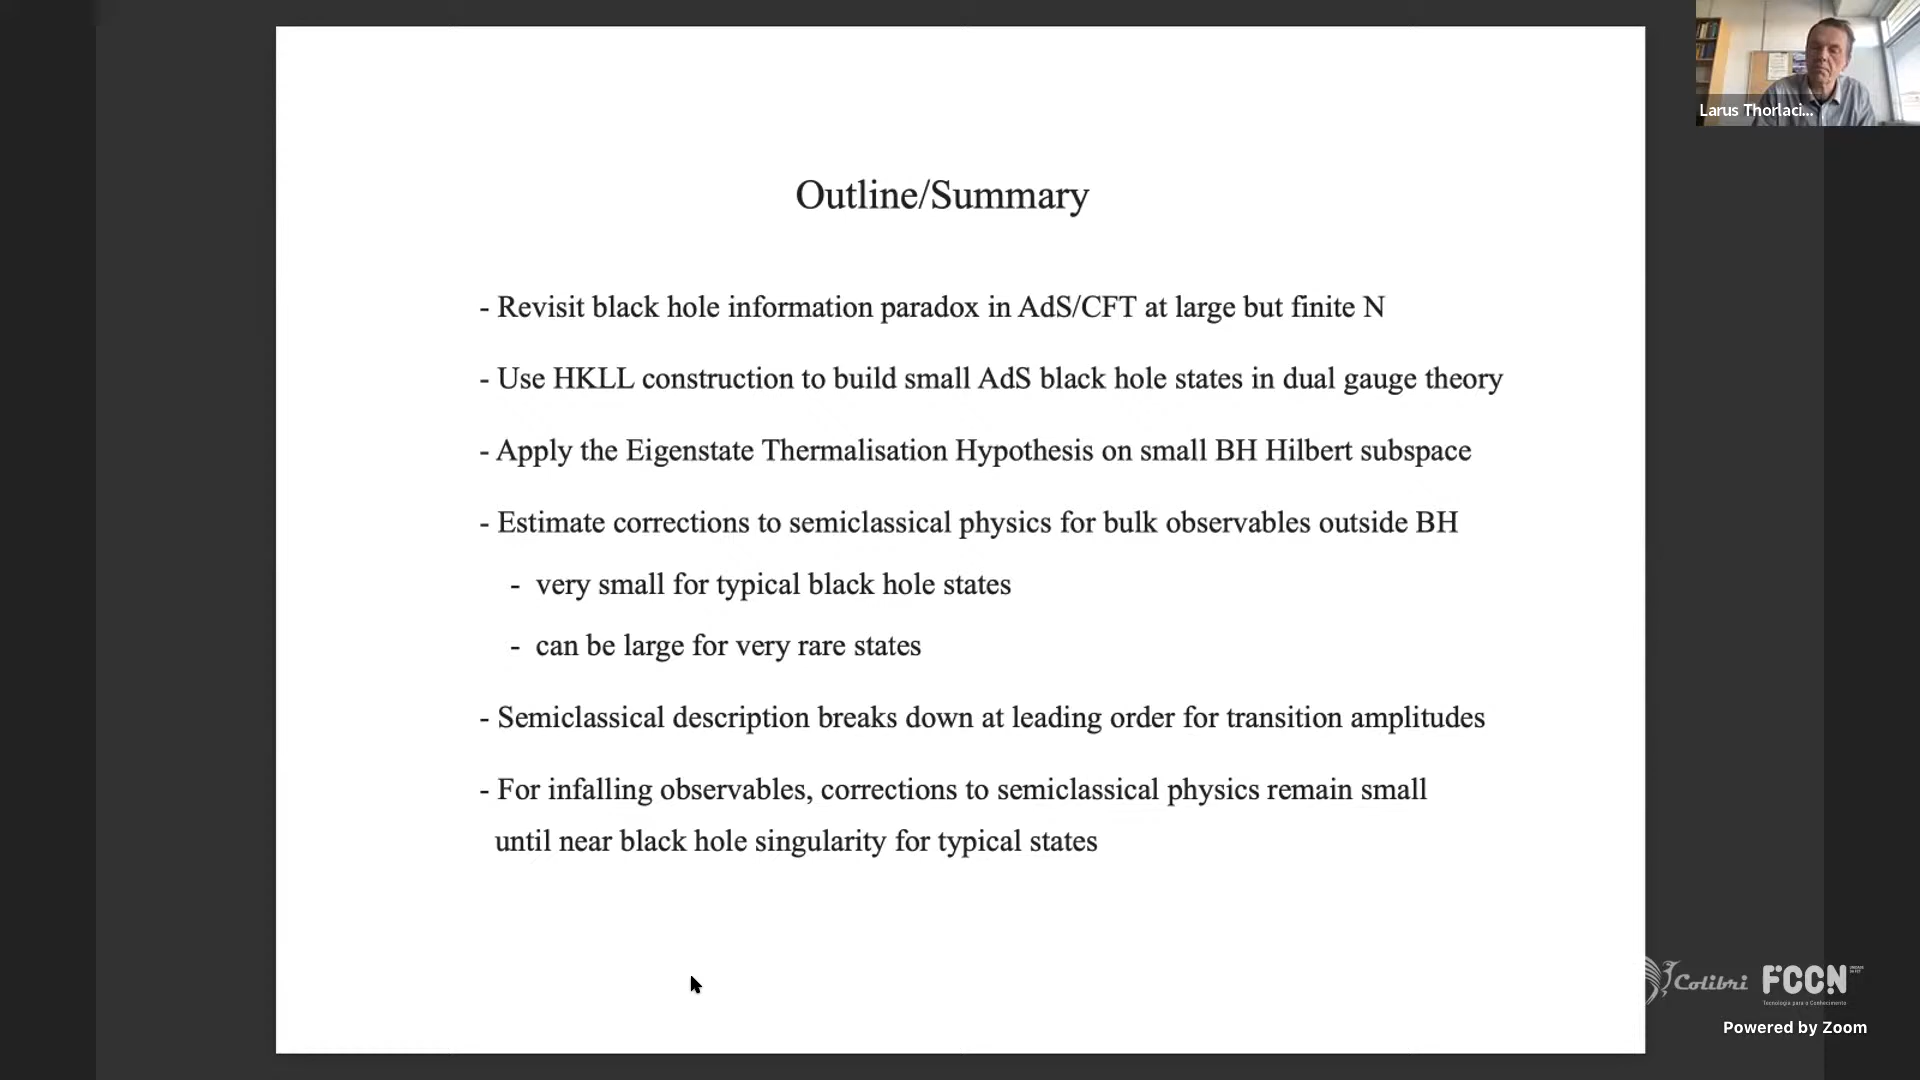 Larus Thorlaci...
Outline/Summary
- Revisit black hole information paradox in AdS/CFT at large but finite N
- Use HKLL construction to build small AdS black hole states in dual gauge theory
- Apply the Eigenstate Thermalisation Hypothesis on small BH Hilbert subspace
- Estimate corrections to semiclassical physics for bulk observables outside BH
- very small for typical black hole states
- can be large for very rare states
- Semiclassical description breaks down at leading order for transition amplitudes
- For infalling observables, corrections to semiclassical physics remain small
until near black hole singularity for typical states
Colibri FCCN
Tecnologia para o Conhecimento
Powered by Zoom